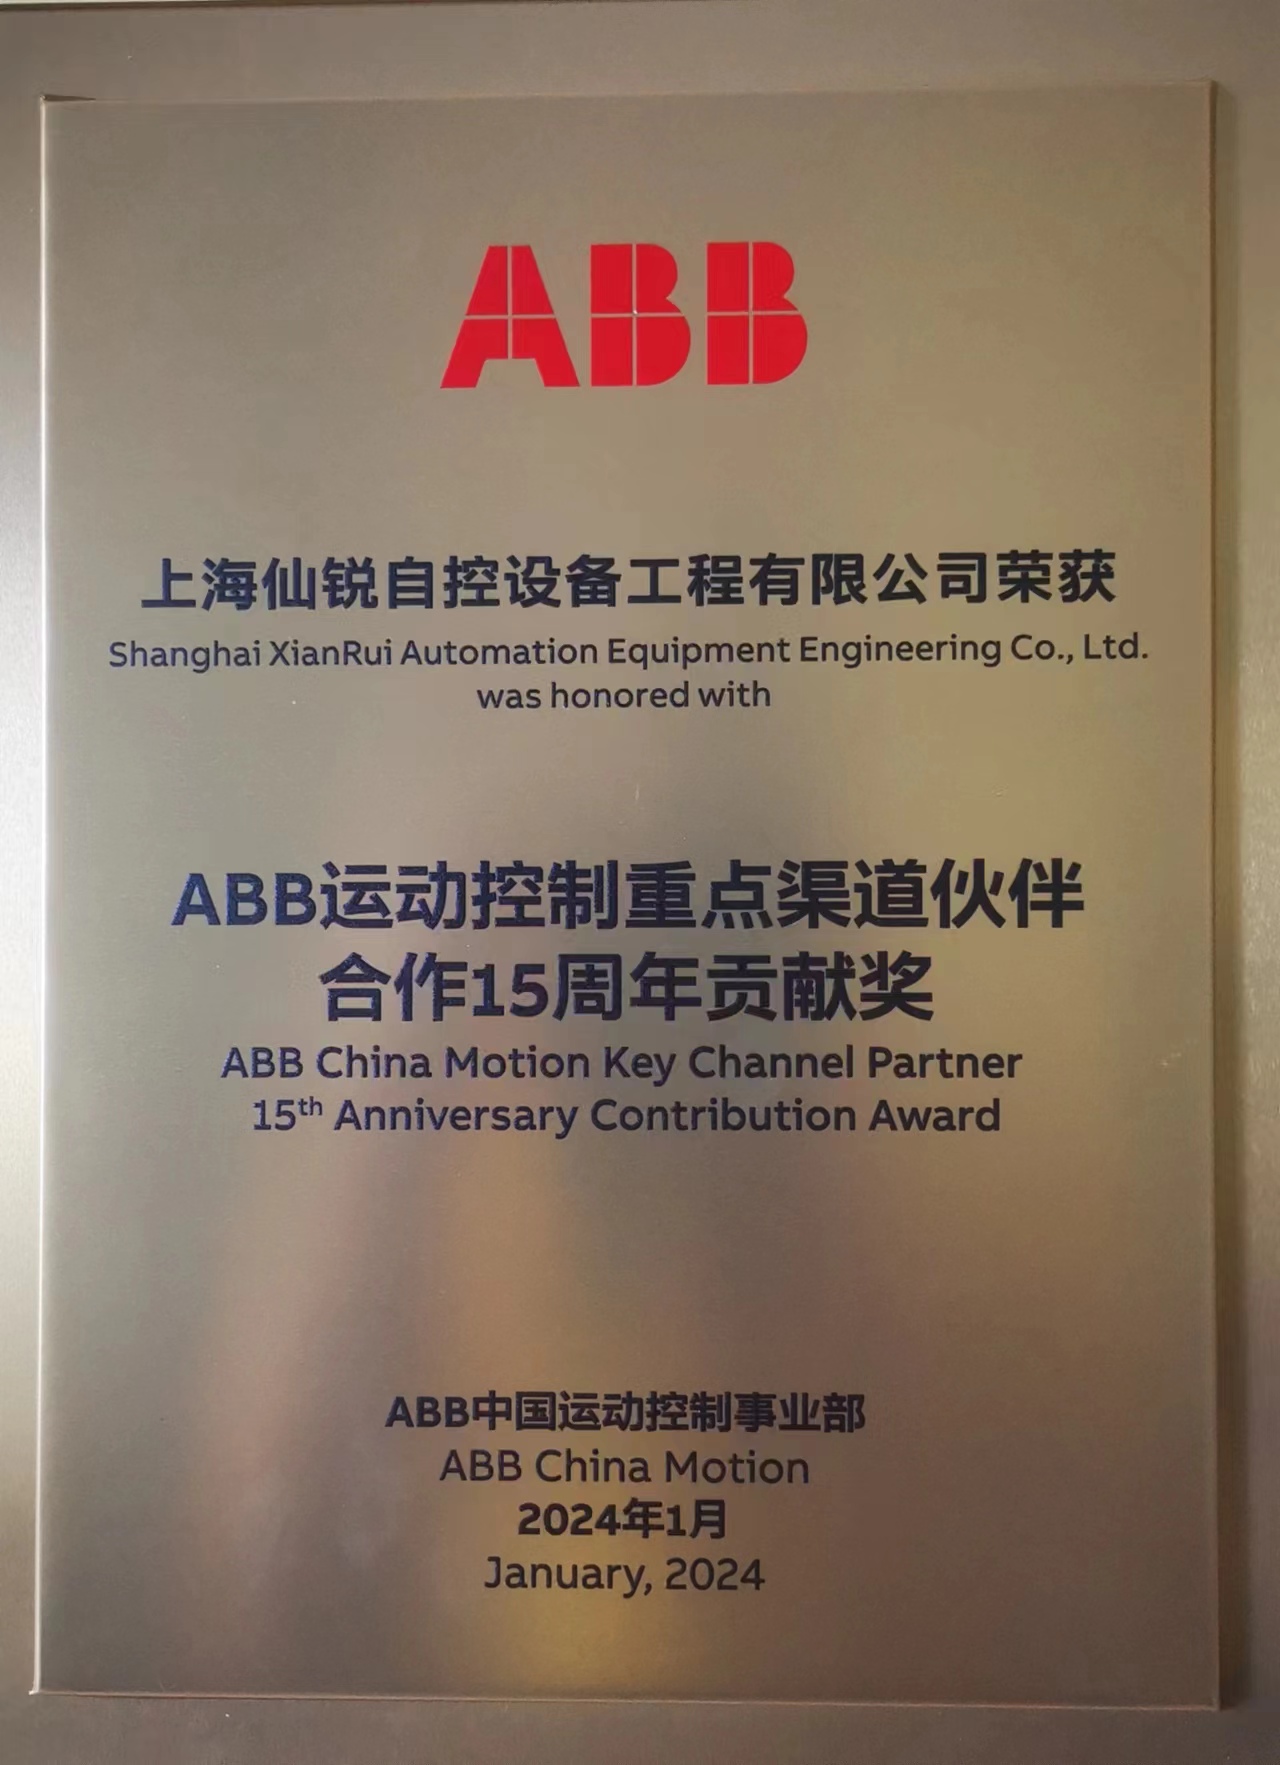 ABB
上海仙锐自控设备工程有限公司荣获
Shanghai XianRui Automation Equipment Engineering Co., Ltd.
was honored with
ABB运动控制重点渠道伙伴
合作15周年贡献奖
ABB China Motion Key Channel Partner
15th Anniversary Contribution Award
ABB中国运动控制事业部
ABB China Motion
2024年1月
January, 2024